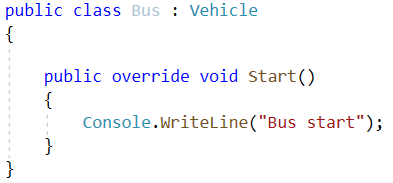 public class Bus : Vehicle
{
    public override void Start()
    {
        Console.WriteLine("Bus start");
    }
}